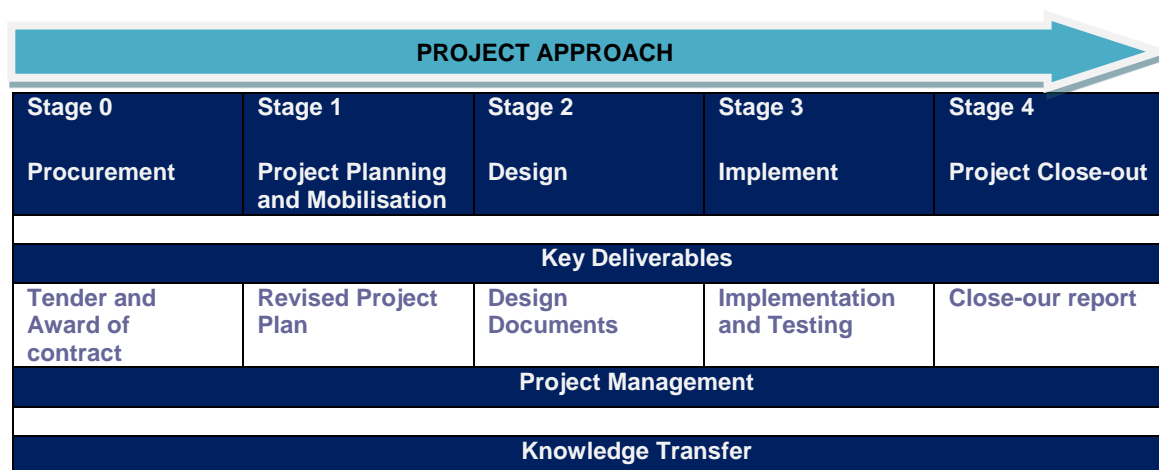 PROJECT APPROACH
Stage 0
Procurement
Stage 1
Project Planning
and Mobilisation
Stage 2
Design
Stage 3
Implement
Stage 4
Project Close-out
Key Deliverables
Tender and
Award of
contract
Revised Project
Plan
Design
Documents
Implementation
and Testing
Close-our report
Project Management
Knowledge Transfer